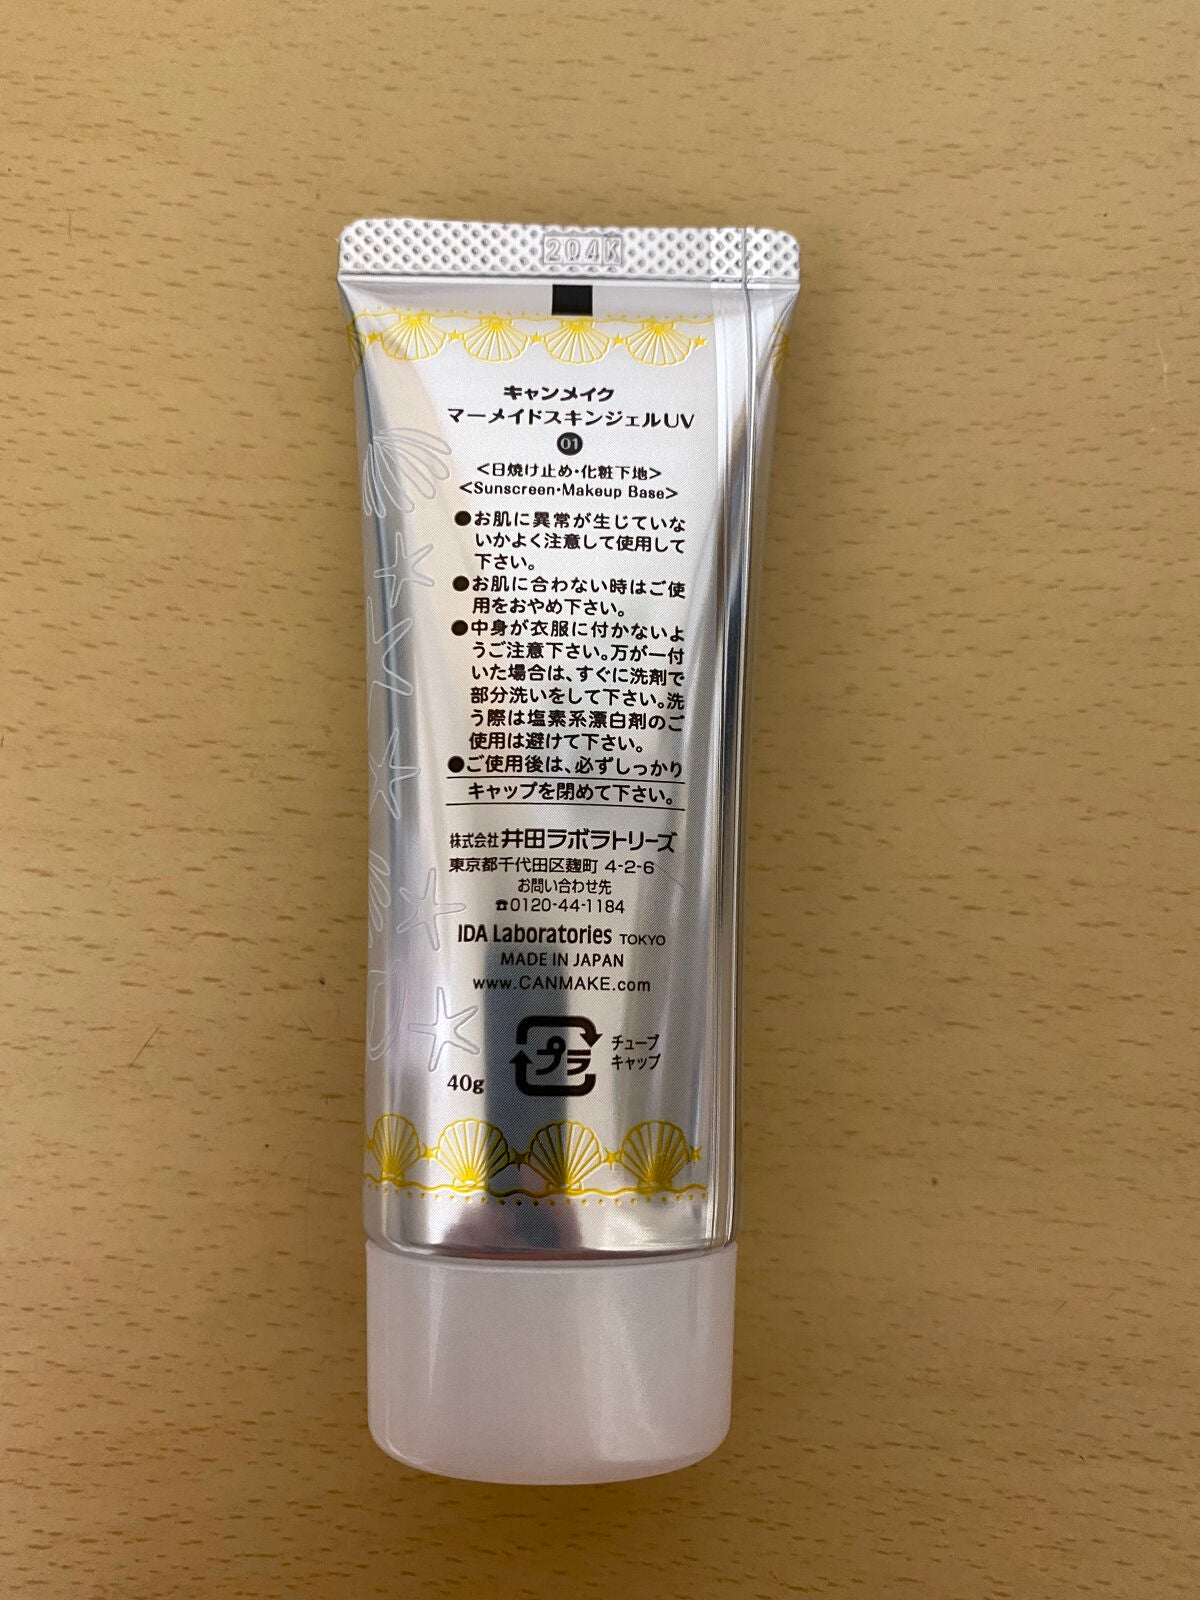 204K
キャンメイク
マーメイドスキンジェルUV
01
<日焼け止め・化粧下地>
<Sunscreen・Makeup Base>
●お肌に異常が生じていな
いかよく注意して使用して
下さい。
●お肌に合わない時はご使
用をおやめ下さい。
●中身が衣服に付かないよ
うご注意下さい。万が一付
いた場合は、すぐに洗剤で
部分洗いをして下さい。洗
う際は塩素系漂白剤のご
使用は避けて下さい。
●ご使用後は、必ずしっかり
キャップを閉めて下さい。
株式会社 井田ラボラトリーズ
東京都千代田区麹町 4-2-6
お問い合わせ先
☎0120-44-1184
IDA Laboratories TOKYO
MADE IN JAPAN
www.CANMAKE.com
プラ
チューブ
キャップ
40g